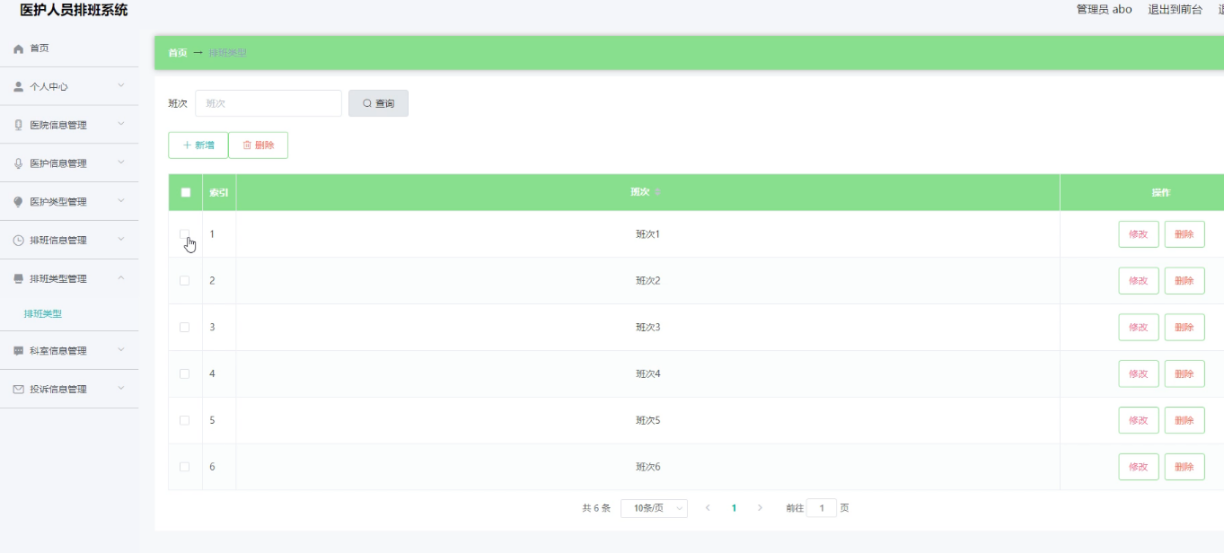 医护人员排班系统
管理员 abo 退出到前台
首页
个人中心
医院信息管理
医护信息管理
医护类型管理
排班信息管理
排班类型管理
排班类型
科室信息管理
投诉信息管理
首页 → 排班类型
班次 班次 查询
+ 新增 删除
索引 班次 操作
1 班次1 修改 删除
2 班次2 修改 删除
3 班次3 修改 删除
4 班次4 修改 删除
5 班次5 修改 删除
6 班次6 修改 删除
共 6 条 10条/页 < 1 > 前往 1 页